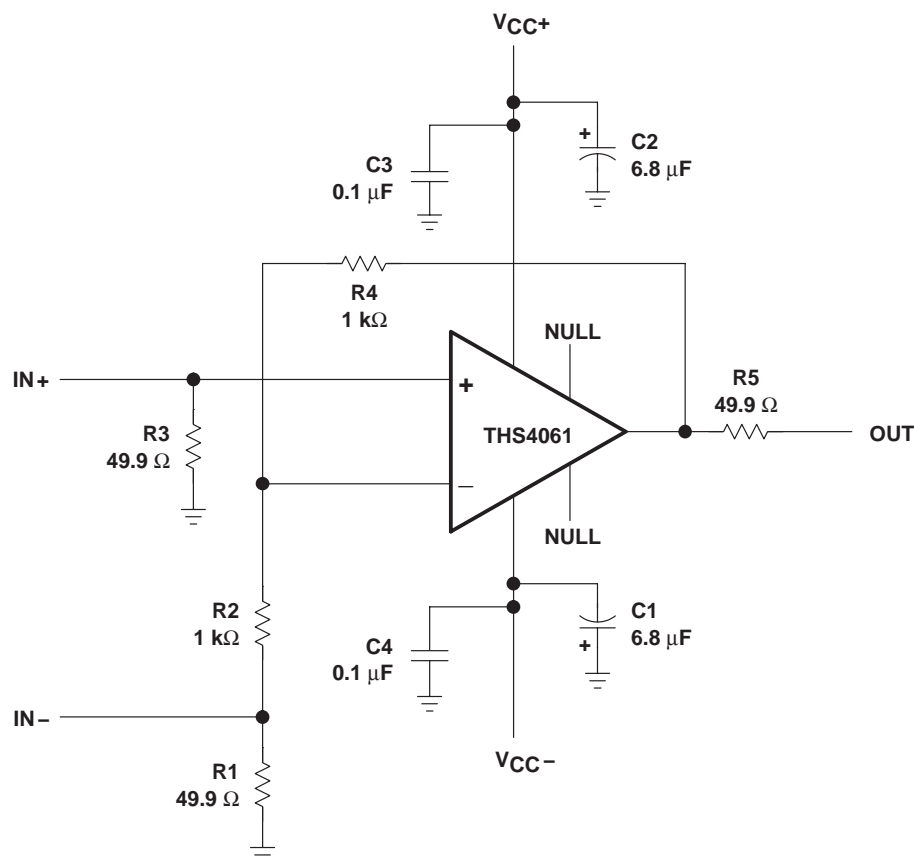 VCC+
C3
0.1 μF
+
C2
6.8 μF
R4
1 kΩ
NULL
IN+
R3
49.9 Ω
+
THS4061
−
R5
49.9 Ω
OUT
NULL
R2
1 kΩ
C4
0.1 μF
C1
6.8 μF
+
IN−
VCC−
R1
49.9 Ω